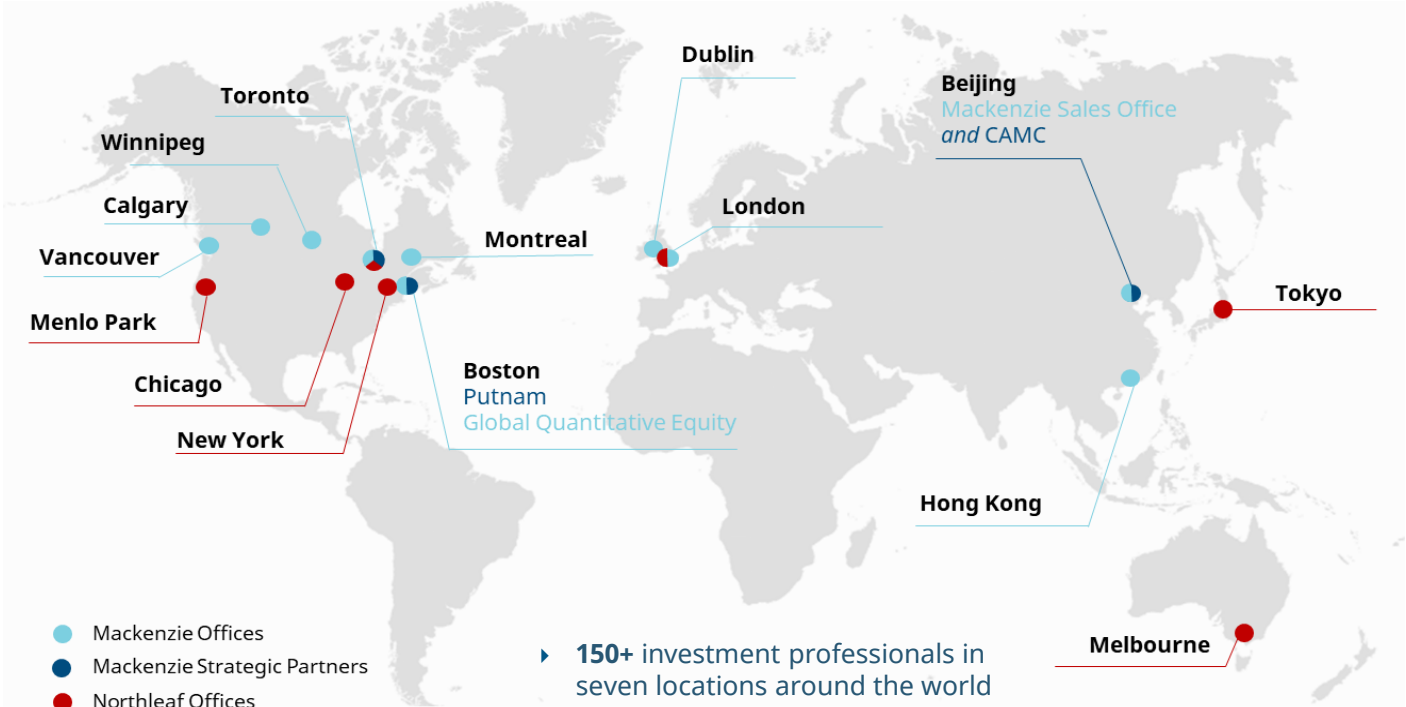 Dublin
Beijing
Mackenzie Sales Office
and CAMC
Toronto
Winnipeg
Calgary
London
Vancouver
Montreal
Menlo Park
Tokyo
Chicago
Boston
Putnam
Global Quantitative Equity
New York
Hong Kong
Melbourne
Mackenzie Offices
Mackenzie Strategic Partners
Northleaf Offices
150+ investment professionals in
seven locations around the world